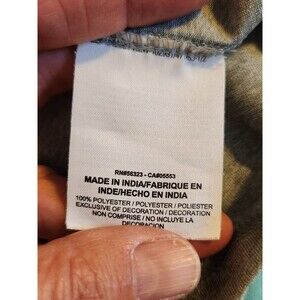 RN#56323 - CA#05553
MADE IN INDIA/FABRIQUE EN
INDE/HECHO EN INDIA
100% POLYESTER / POLYESTER / POLIESTER
EXCLUSIVE OF DECORATION / DECORATION
NON COMPRISE / NO INCLUYE LA
DECORACION